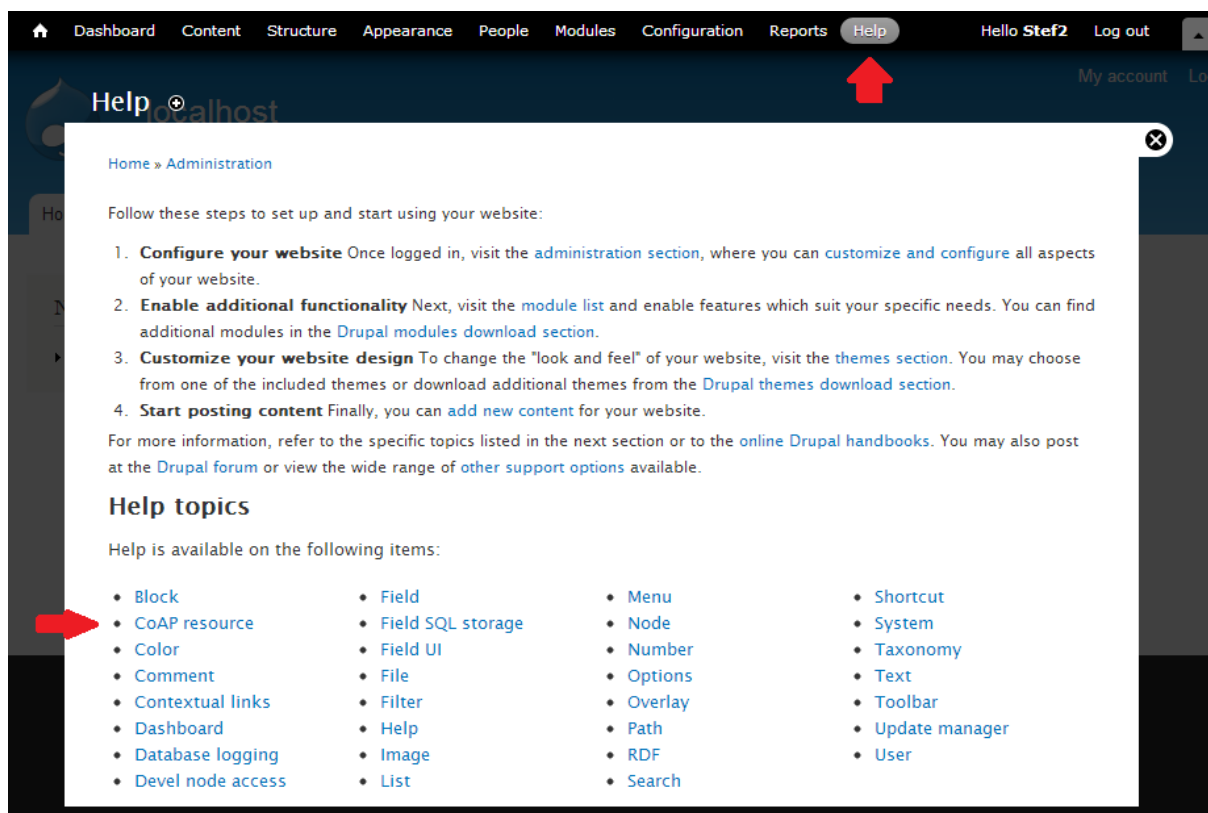 Dashboard Content Structure Appearance People Modules Configuration Reports Help Hello Stef2 Log out
My account Lo
Help
localhost
Home » Administration
Ho
Follow these steps to set up and start using your website:
1. Configure your website Once logged in, visit the administration section, where you can customize and configure all aspects
of your website.
N
2. Enable additional functionality Next, visit the module list and enable features which suit your specific needs. You can find
additional modules in the Drupal modules download section.
3. Customize your website design To change the "look and feel" of your website, visit the themes section. You may choose
from one of the included themes or download additional themes from the Drupal themes download section.
4. Start posting content Finally, you can add new content for your website.
For more information, refer to the specific topics listed in the next section or to the online Drupal handbooks. You may also post
at the Drupal forum or view the wide range of other support options available.
Help topics
Help is available on the following items:
• Block
• CoAP resource
• Color
• Comment
• Contextual links
• Dashboard
• Database logging
• Devel node access
• Field
• Field SQL storage
• Field UI
• File
• Filter
• Help
• Image
• List
• Menu
• Node
• Number
• Options
• Overlay
• Path
• RDF
• Search
• Shortcut
• System
• Taxonomy
• Text
• Toolbar
• Update manager
• User